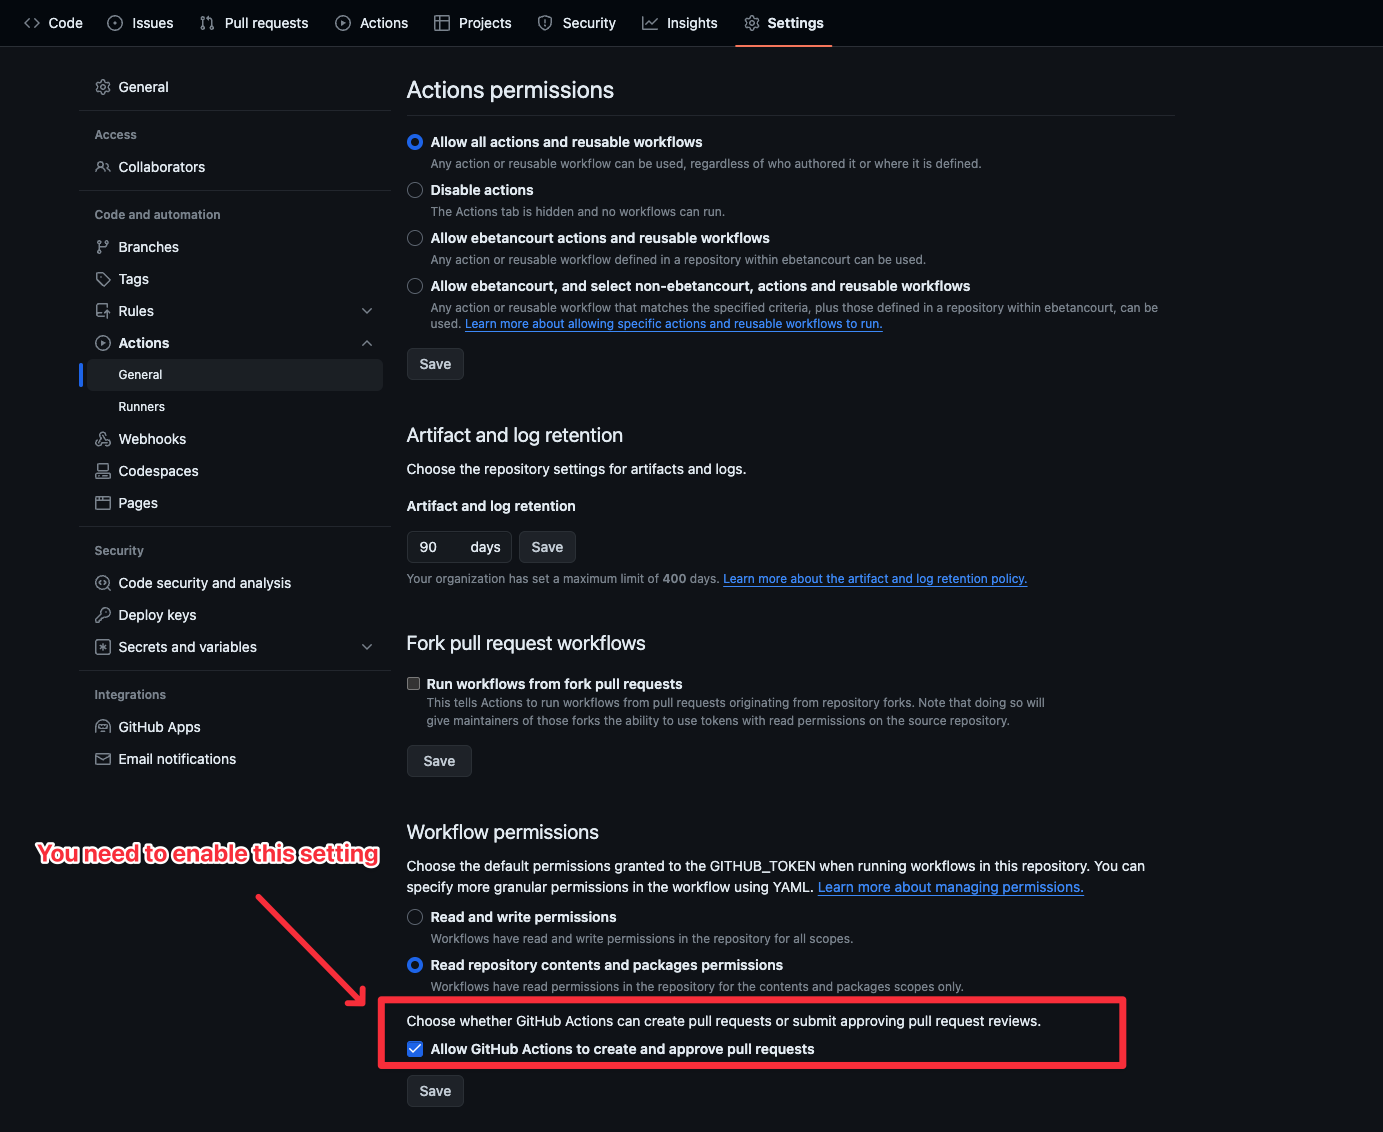 Code
Issues
Pull requests
Actions
Projects
Security
Insights
Settings
General
Access
Collaborators
Code and automation
Branches
Tags
Rules
Actions
General
Runners
Webhooks
Codespaces
Pages
Security
Code security and analysis
Deploy keys
Secrets and variables
Integrations
GitHub Apps
Email notifications
You need to enable this setting
Actions permissions
Allow all actions and reusable workflows
Any action or reusable workflow can be used, regardless of who authored it or where it is defined.
Disable actions
The Actions tab is hidden and no workflows can run.
Allow ebetancourt actions and reusable workflows
Any action or reusable workflow defined in a repository within ebetancourt can be used.
Allow ebetancourt, and select non-ebetancourt, actions and reusable workflows
Any action or reusable workflow that matches the specified criteria, plus those defined in a repository within ebetancourt, can be
used. Learn more about allowing specific actions and reusable workflows to run.
Save
Artifact and log retention
Choose the repository settings for artifacts and logs.
Artifact and log retention
90 days Save
Your organization has set a maximum limit of 400 days. Learn more about the artifact and log retention policy.
Fork pull request workflows
Run workflows from fork pull requests
This tells Actions to run workflows from pull requests originating from repository forks. Note that doing so will
give maintainers of those forks the ability to use tokens with read permissions on the source repository.
Save
Workflow permissions
Choose the default permissions granted to the GITHUB_TOKEN when running workflows in this repository. You can
specify more granular permissions in the workflow using YAML. Learn more about managing permissions.
Read and write permissions
Workflows have read and write permissions in the repository for all scopes.
Read repository contents and packages permissions
Workflows have read permissions in the repository for the contents and packages scopes only.
Choose whether GitHub Actions can create pull requests or submit approving pull request reviews.
Allow GitHub Actions to create and approve pull requests
Save